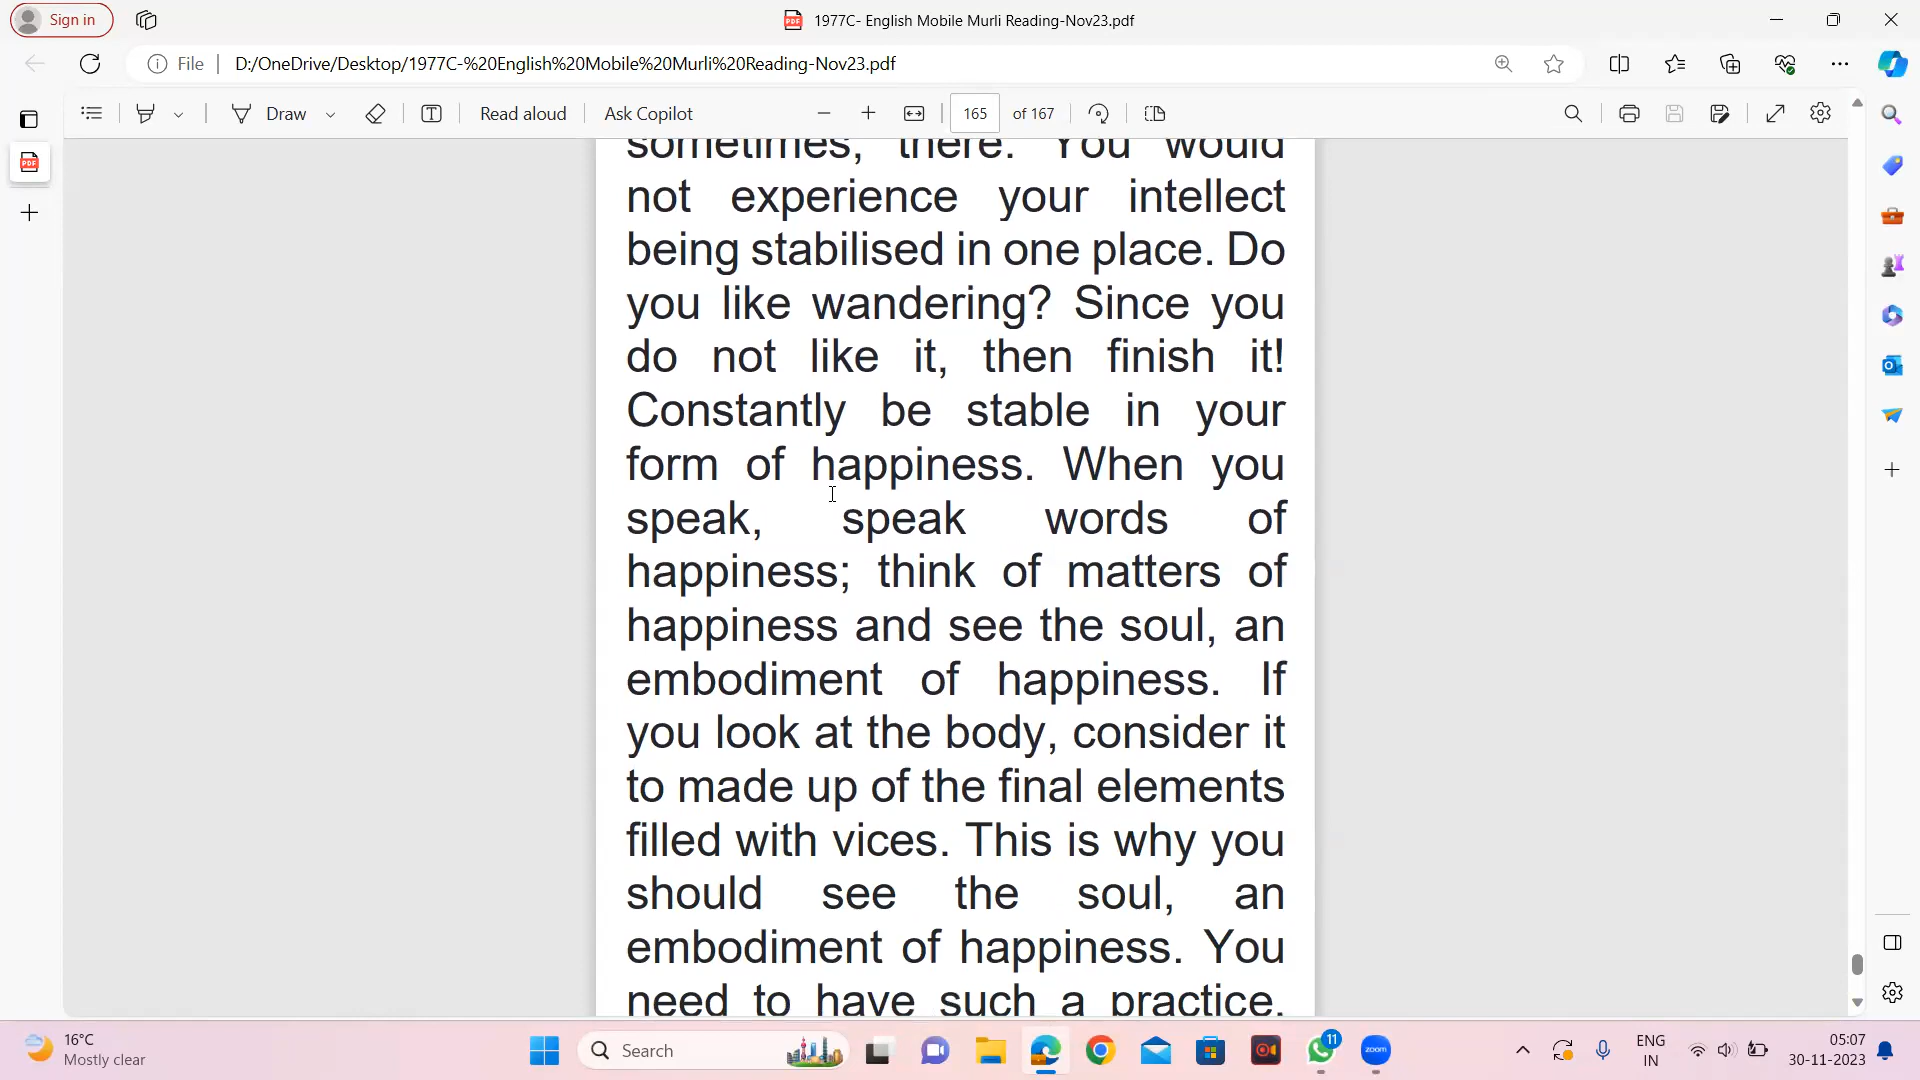 Sign in
1977C- English Mobile Murli Reading-Nov23.pdf
File
D:/OneDrive/Desktop/1977C-%20English%20Mobile%20Murli%20Reading-Nov23.pdf
Draw
Read aloud
Ask Copilot
165 of 167
sometimes, there. You would
not experience your intellect
being stabilised in one place. Do
you like wandering? Since you
do not like it, then finish it!
Constantly be stable in your
form of happiness. When you
speak, speak words of
happiness; think of matters of
happiness and see the soul, an
embodiment of happiness. If
you look at the body, consider it
to made up of the final elements
filled with vices. This is why you
should see the soul, an
embodiment of happiness. You
need to have such a practice.
16°C
Mostly clear
Search
11
zoom
ENG
IN
05:07
30-11-2023